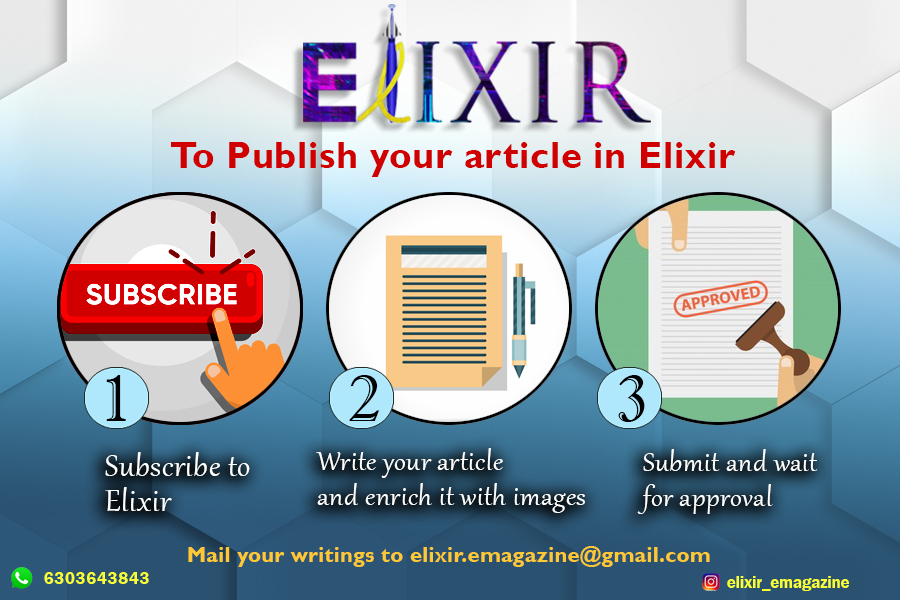 ElIXIR
To Publish your article in Elixir
SUBSCRIBE
APPROVED
1
2
3
Subscribe to
Elixir
Write your article
and enrich it with images
Submit and wait
for approval
Mail your writings to elixir.emagazine@gmail.com
6303643843
elixir_emagazine